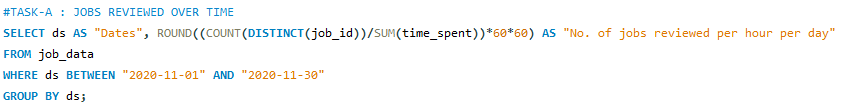 #TASK-A : JOBS REVIEWED OVER TIME
SELECT ds AS "Dates", ROUND((COUNT(DISTINCT(job_id))/SUM(time_spent))*60*60) AS "No. of jobs reviewed per hour per day"
FROM job_data
WHERE ds BETWEEN "2020-11-01" AND "2020-11-30"
GROUP BY ds;